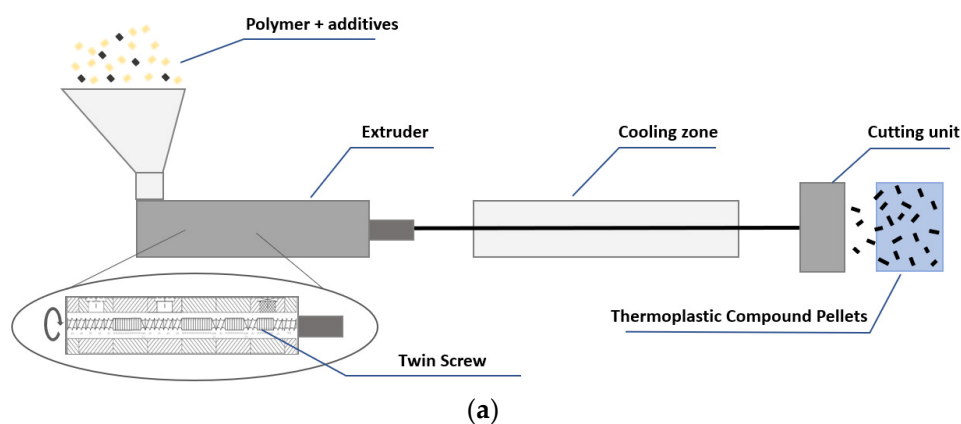 Polymer + additives
Extruder
Cooling zone
Cutting unit
Thermoplastic Compound Pellets
Twin Screw
(a)